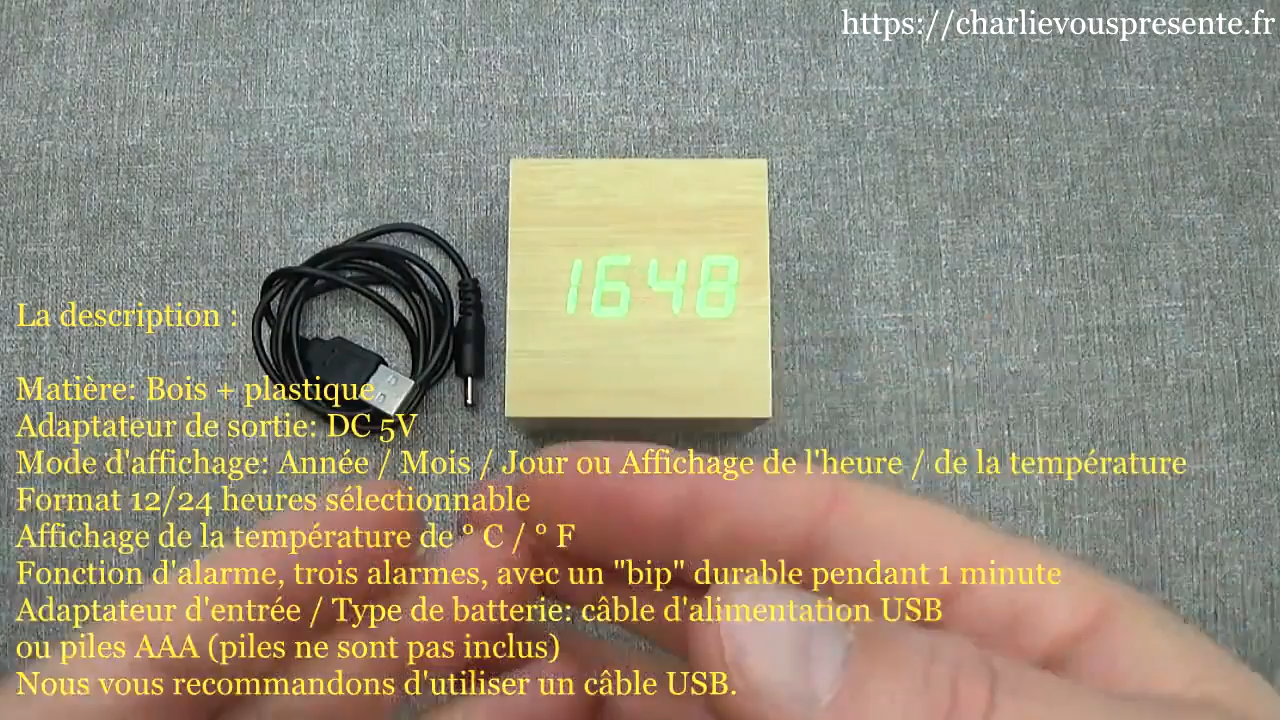 https://charlievouspresente.fr
1648
La description :
Matière: Bois + plastique
Adaptateur de sortie: DC 5V
Mode d'affichage: Année / Mois / Jour ou Affichage de l'heure / de la température
Format 12/24 heures sélectionnable
Affichage de la température de ° C / ° F
Fonction d'alarme, trois alarmes, avec un "bip" durable pendant 1 minute
Adaptateur d'entrée / Type de batterie: câble d'alimentation USB
ou piles AAA (piles ne sont pas inclus)
Nous vous recommandons d'utiliser un câble USB.